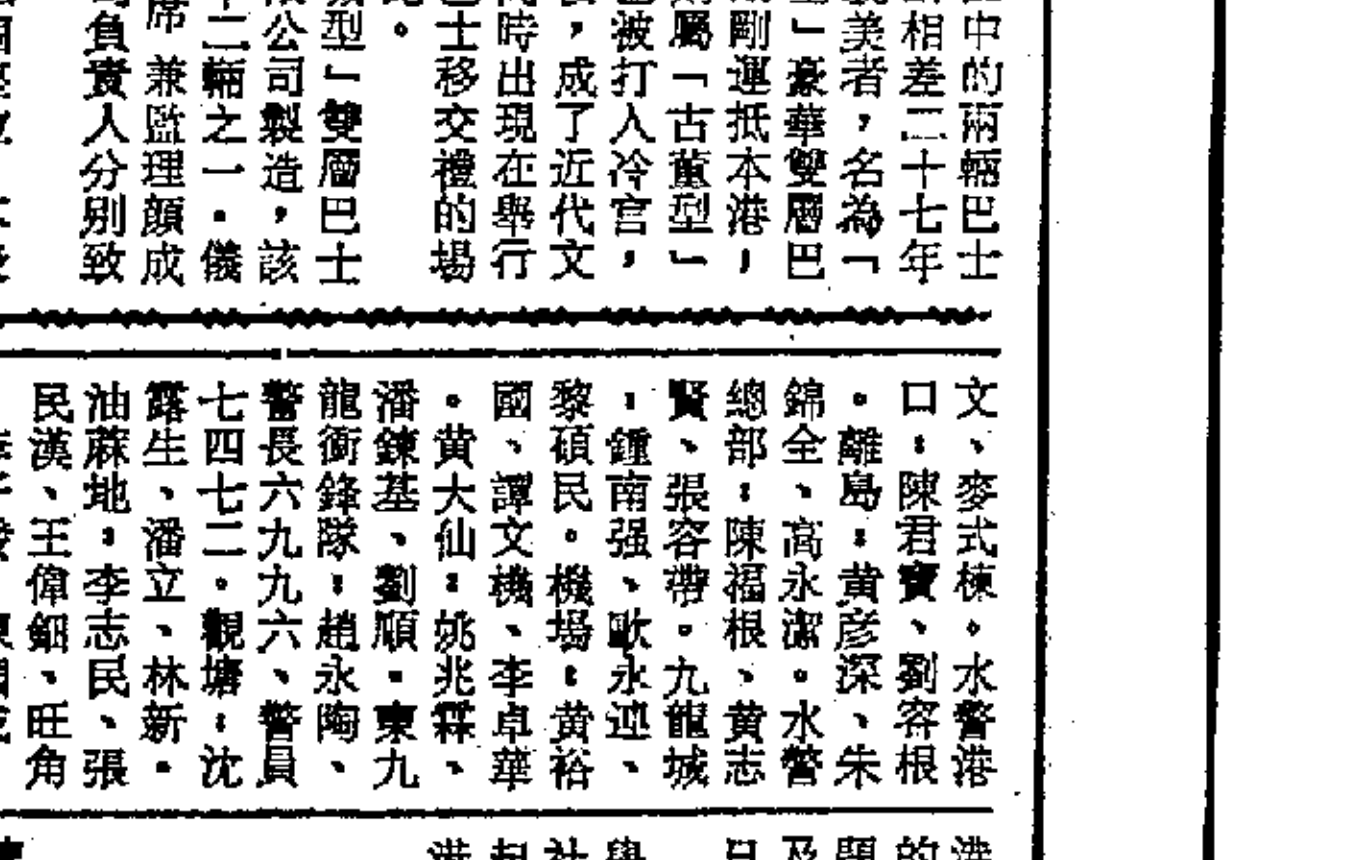 中的兩輛巴士
相差二十七年
美者，名為「
」豪華雙層巴
剛運抵本港，
屬「古董型」
被打入冷宮，
，成了近代文
時出現在舉行
士移交禮的場
。
型」雙層巴士
公司製造，該
二輛之一．儀
席兼監理顏成
負責人分別致
文、麥式棟。水警港
口：陳君寶、劉容根
。離島：黃彦深、朱
錦全、高永潔。水警
總部：陳福根、黃志
賢、張容帶。九龍城
：鍾南强、歐永迎、
黎碩民。機場：黃裕
國、譚文機、李卓華
。黃大仙：姚兆霖、
潘鍊基、劉順．東九
龍衝鋒隊：趙永陶、
警長六九九六、警員
七四七二。觀塘：沈
露生、潘立、林新．
油蔴地：李志民、張
民漢、王偉鈿、旺角